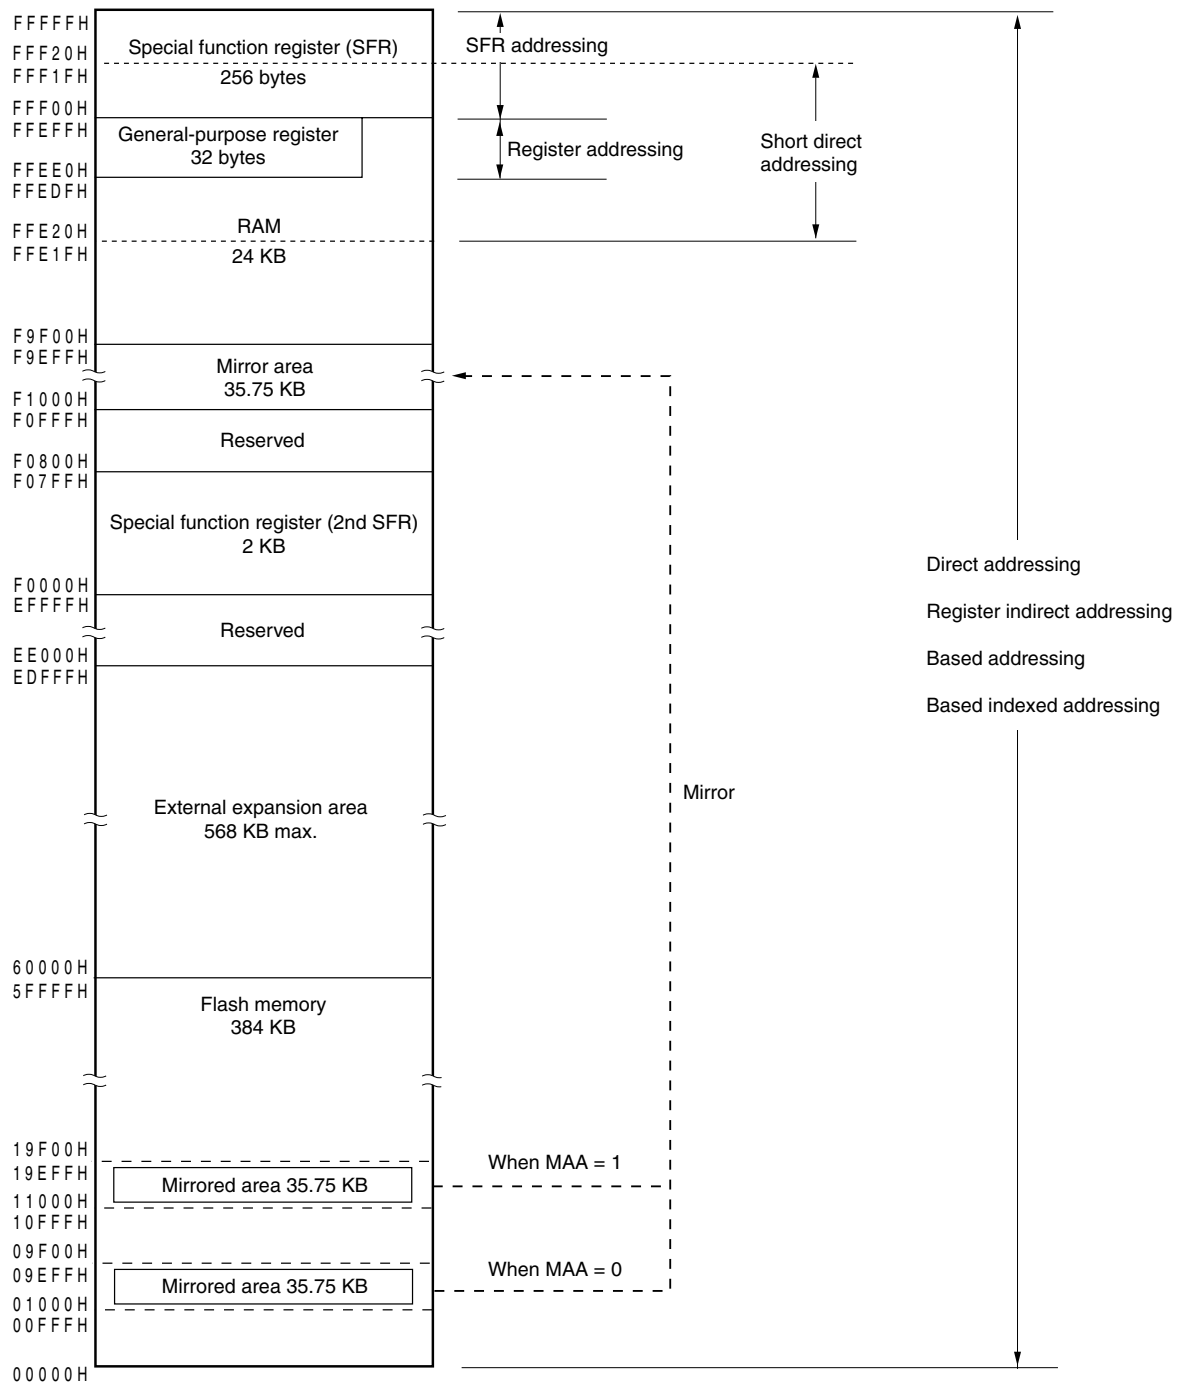 FFFFFH
FFF20H
FFF1FH
FFF00H
FFEFFH
FFEE0H
FFEDFH
FFE20H
FFE1FH
F9F00H
F9EFFH
F1000H
F0FFFH
F0800H
F07FFH
F0000H
EFFFFH
EE000H
EDFFFH
60000H
5FFFFH
19F00H
19EFFH
11000H
10FFFH
09F00H
09EFFH
01000H
00FFFH
00000H
Special function register (SFR)
256 bytes
General-purpose register
32 bytes
RAM
24 KB
Mirror area
35.75 KB
Reserved
Special function register (2nd SFR)
2 KB
Reserved
External expansion area
568 KB max.
Flash memory
384 KB
Mirrored area 35.75 KB
Mirrored area 35.75 KB
SFR addressing
Register addressing
Short direct
addressing
Mirror
When MAA = 1
When MAA = 0
Direct addressing
Register indirect addressing
Based addressing
Based indexed addressing